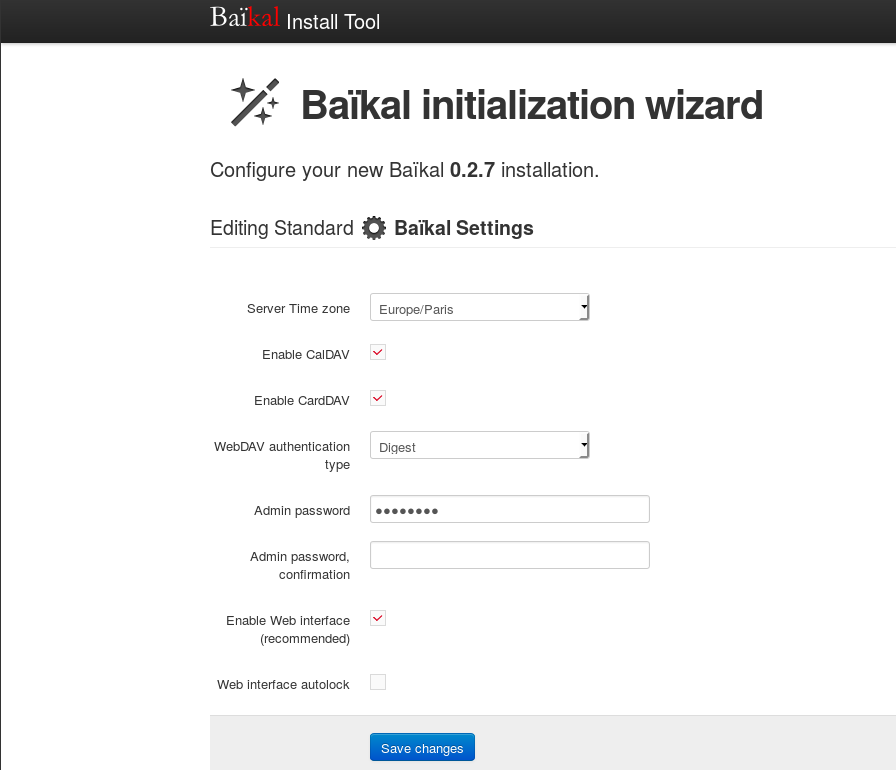 Baïkal Install Tool
Baïkal initialization wizard
Configure your new Baïkal 0.2.7 installation.
Editing Standard Baïkal Settings
Server Time zone Europe/Paris
Enable CalDAV
Enable CardDAV
WebDAV authentication
type
Digest
Admin password ●●●●●●●●
Admin password,
confirmation
Enable Web interface
(recommended)
Web interface autolock
Save changes